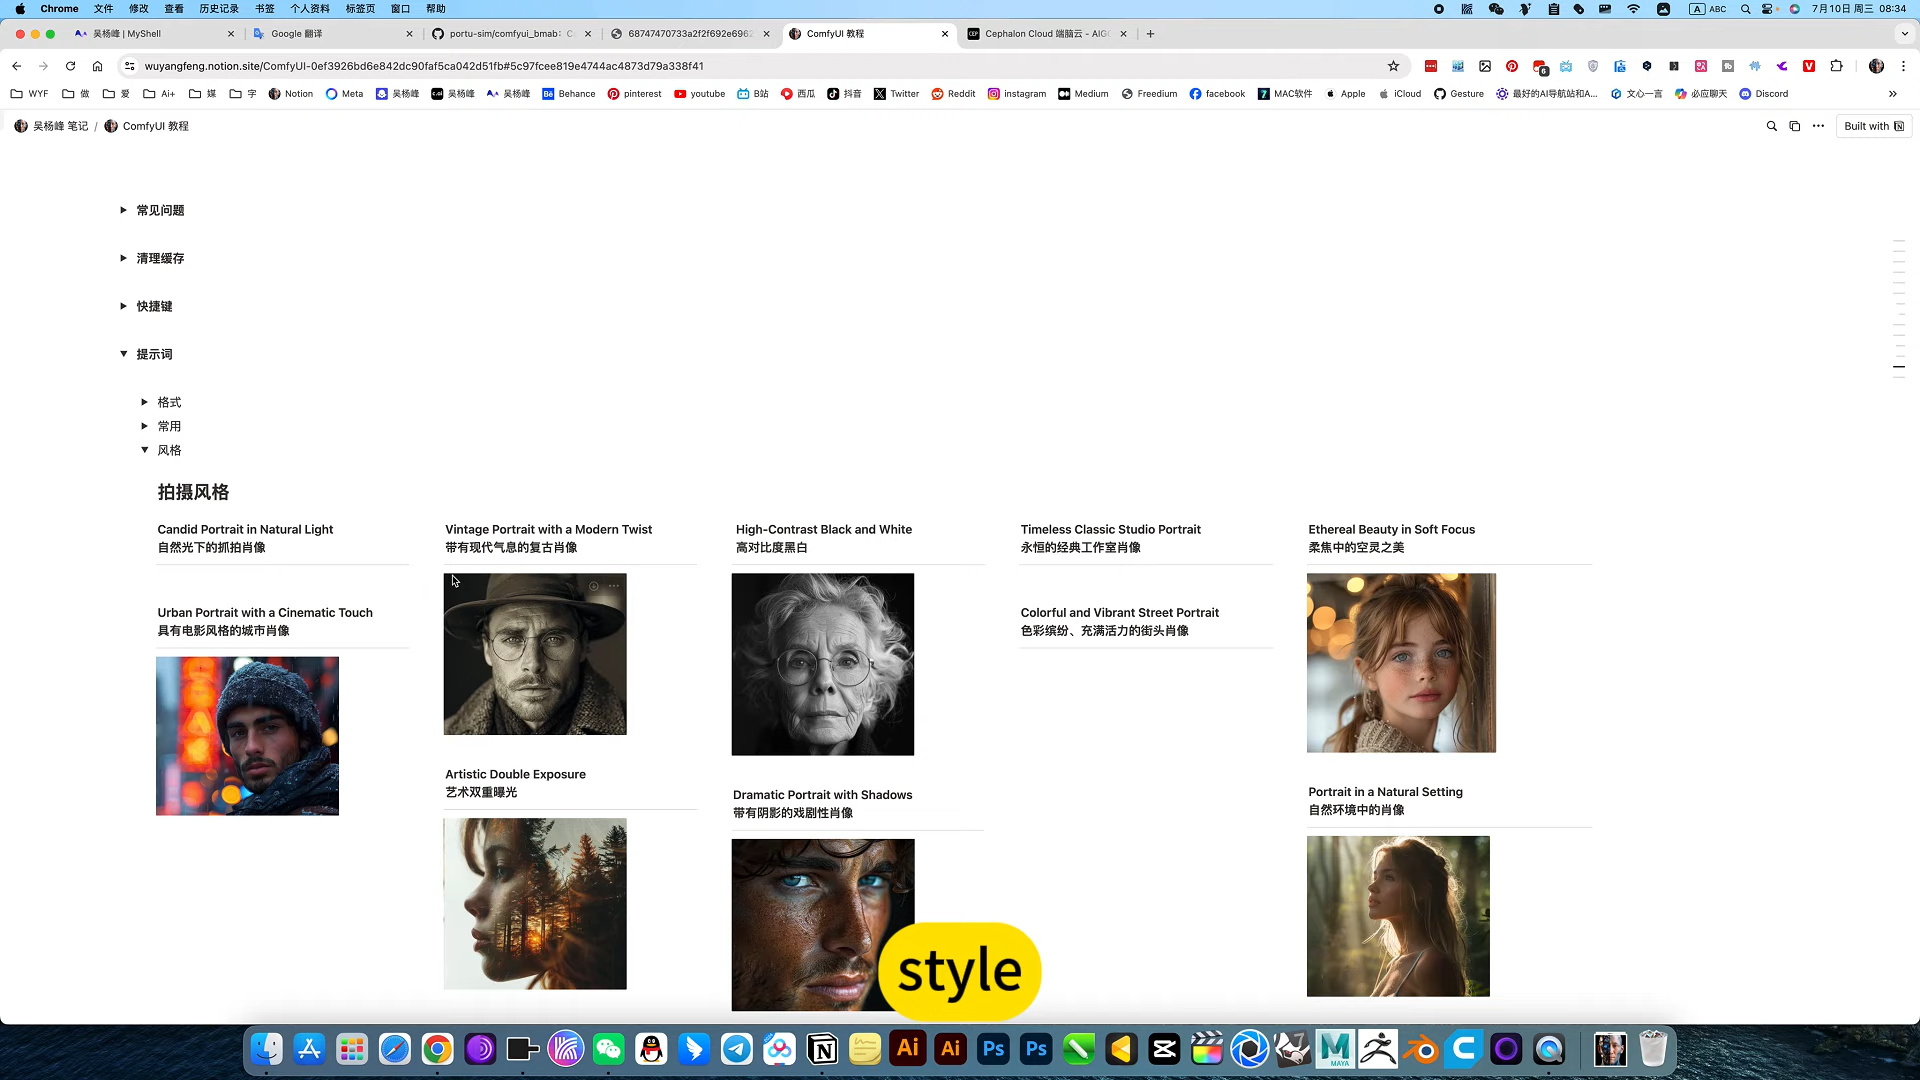 Chrome 文件 修改 查看 历史记录 书签 个人资料 标签页 窗口 帮助
A ABC 7月10日 周三 08:34
吴杨峰 | MyShell
Google 翻译
portu-sim/comfyui_bmab: C
68747470733a2f2f692e6962
ComfyUI 教程
Cephalon Cloud 端脑云 - AIG
wuyangfeng.notion.site/ComfyUI-0ef3926bd6e842dc90faf5ca042d51fb#5c97fcee819e4744ac4873d79a338f41
WYF 做 爱 Ai+ 媒 字 Notion Meta 吴杨峰 吴杨峰 吴杨峰 Behance pinterest youtube B站 西瓜 抖音 Twitter Reddit instagram Medium Freedium facebook MAC软件 Apple iCloud Gesture 最好的AI导航站和A... 文心一言 必应聊天 Discord
吴杨峰 笔记 / ComfyUI 教程
Built with
常见问题
清理缓存
快捷键
提示词
格式
常用
风格
拍摄风格
Candid Portrait in Natural Light
自然光下的抓拍肖像
Vintage Portrait with a Modern Twist
带有现代气息的复古肖像
High-Contrast Black and White
高对比度黑白
Timeless Classic Studio Portrait
永恒的经典工作室肖像
Ethereal Beauty in Soft Focus
柔焦中的空灵之美
Urban Portrait with a Cinematic Touch
具有电影风格的城市肖像
Colorful and Vibrant Street Portrait
色彩缤纷、充满活力的街头肖像
Artistic Double Exposure
艺术双重曝光
Dramatic Portrait with Shadows
带有阴影的戏剧性肖像
Portrait in a Natural Setting
自然环境中的肖像
style
Ai Ai Ps Ps
MAYA